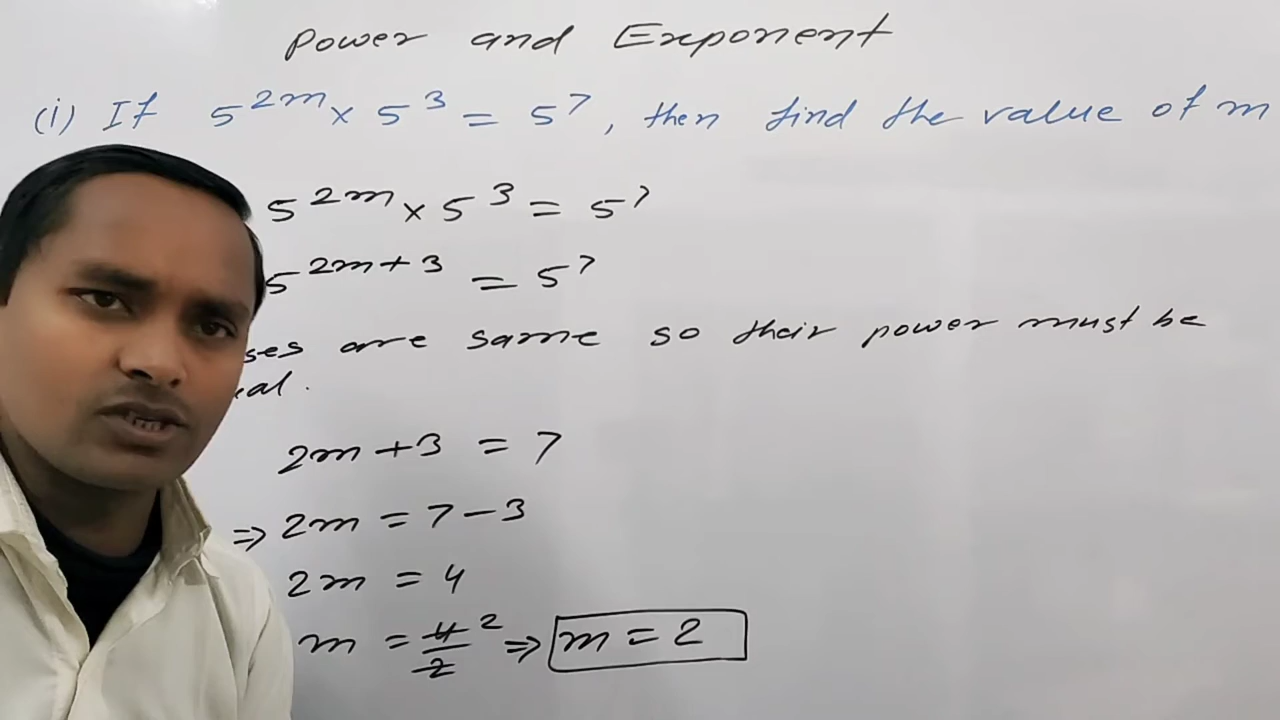 Power and Exponent
(i) If 5^{2m} × 5^3 = 5^7, then find the value of m
5^{2m} × 5^3 = 5^7
5^{2m+3} = 5^7
are same so their power must be
2m + 3 = 7
⇒ 2m = 7 - 3
2m = 4
m = 4/2 2 ⇒ m = 2